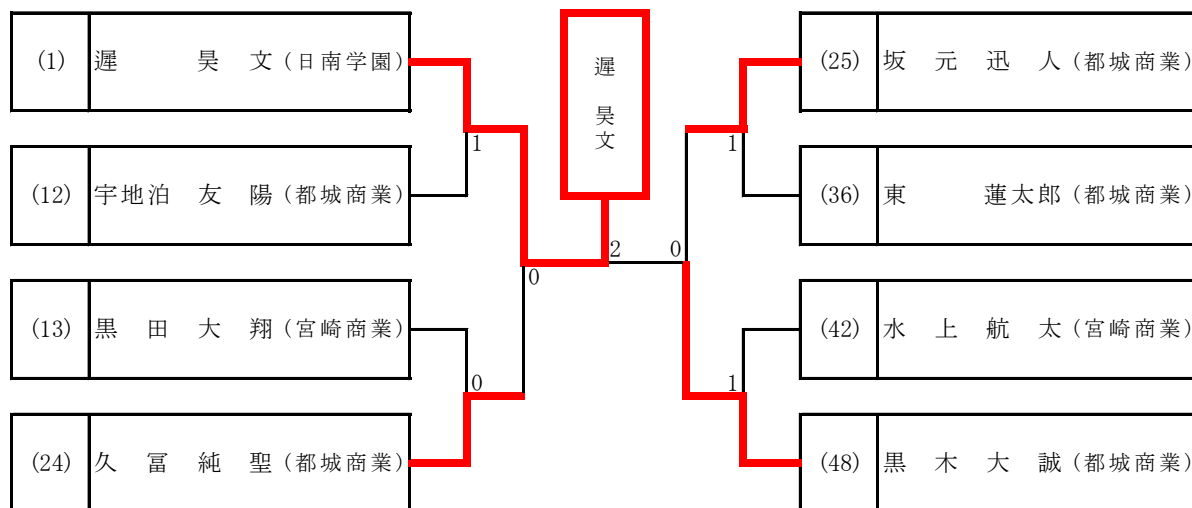 (1) 遅 昊 文 (日南学園)
1
(12) 宇地泊 友 陽 (都城商業)
0
(13) 黒 田 大 翔 (宮崎商業)
0
(24) 久 冨 純 聖 (都城商業)
遅 昊文
2
0
(25) 坂 元 迅 人 (都城商業)
1
(36) 東 蓮太郎 (都城商業)
(42) 水 上 航 太 (宮崎商業)
1
(48) 黒 木 大 誠 (都城商業)